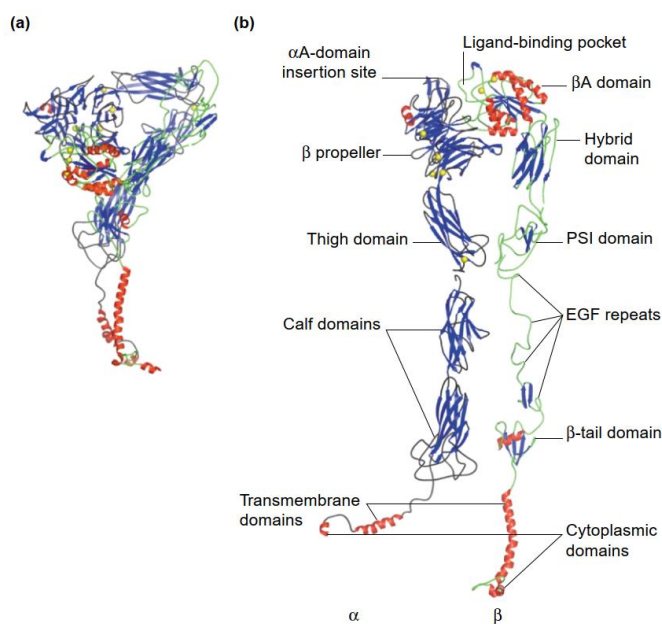 (a)
(b)
αA-domain
insertion site
Ligand-binding pocket
βA domain
β propeller
Hybrid
domain
Thigh domain
PSI domain
Calf domains
EGF repeats
β-tail domain
Transmembrane
domains
Cytoplasmic
domains
α
β